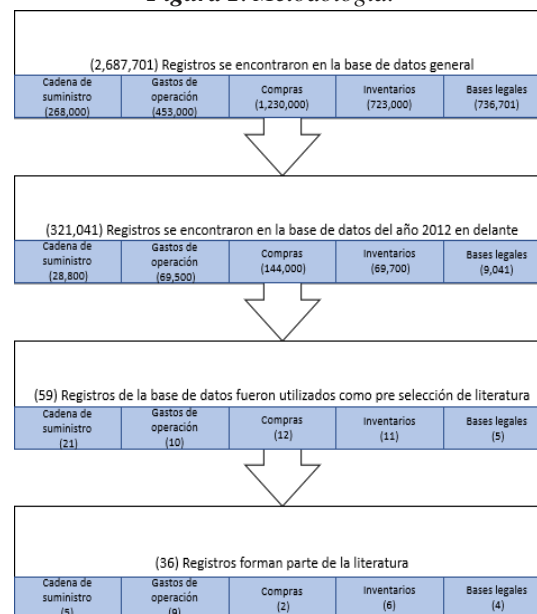 Figura 1. Metodología.
(2,687,701) Registros se encontraron en la base de datos general
Cadena de suministro (268,000)
Gastos de operación (453,000)
Compras (1,230,000)
Inventarios (723,000)
Bases legales (736,701)
(321,041) Registros se encontraron en la base de datos del año 2012 en delante
Cadena de suministro (28,800)
Gastos de operación (69,500)
Compras (144,000)
Inventarios (69,700)
Bases legales (9,041)
(59) Registros de la base de datos fueron utilizados como pre selección de literatura
Cadena de suministro (21)
Gastos de operación (10)
Compras (12)
Inventarios (11)
Bases legales (5)
(36) Registros forman parte de la literatura
Cadena de suministro (5)
Gastos de operación (9)
Compras (2)
Inventarios (6)
Bases legales (4)